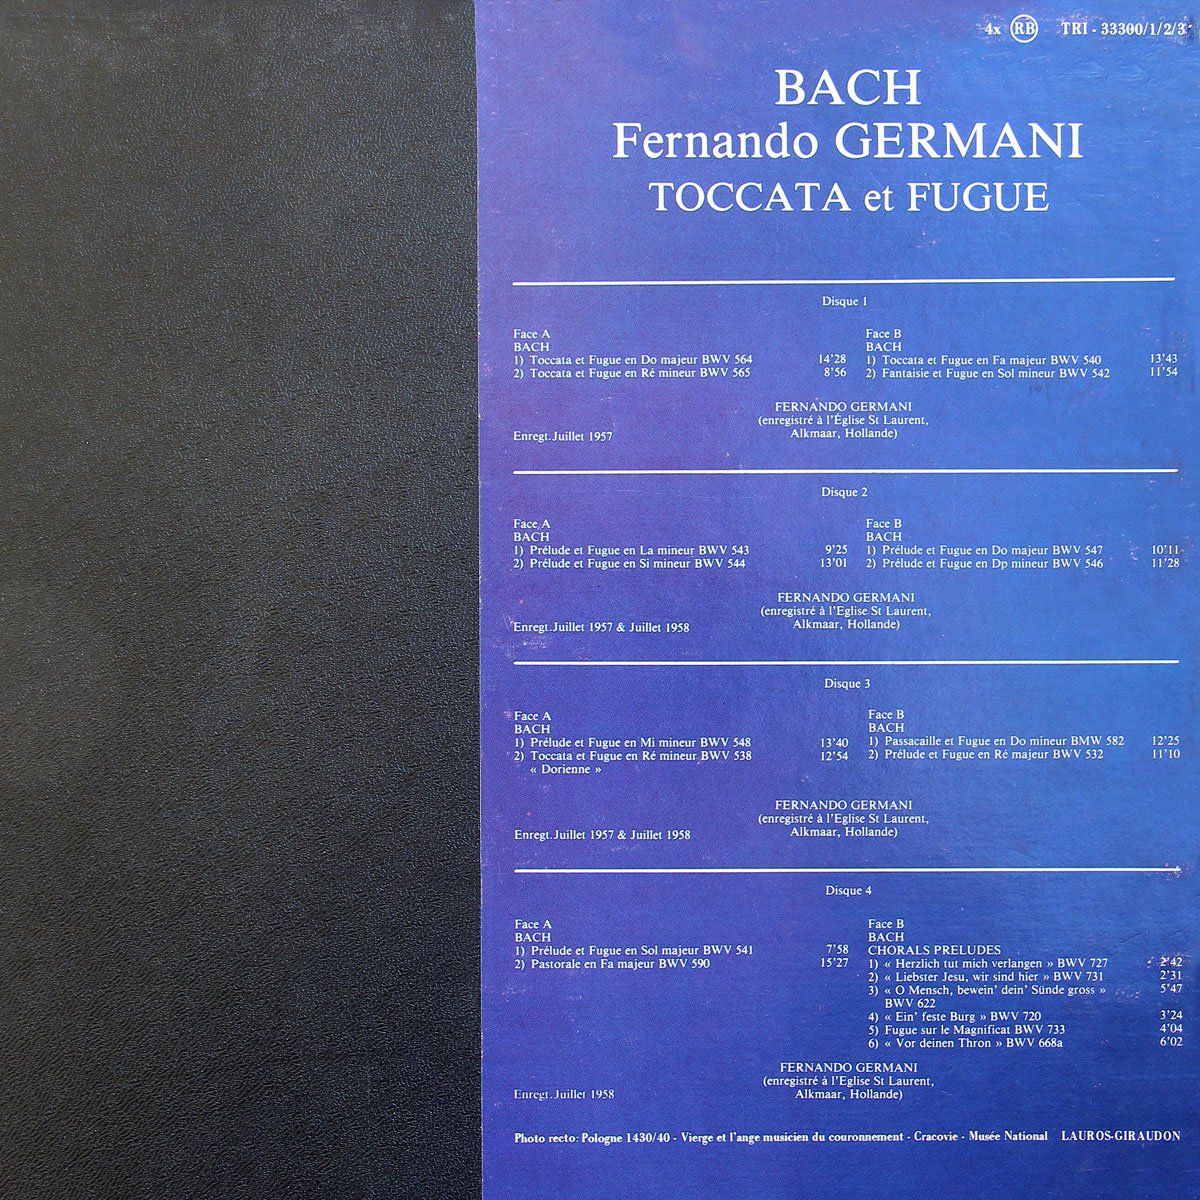 4x RB TRI - 33300/1/2/3
BACH
Fernando GERMANI
TOCCATA et FUGUE
Disque 1
Face A
BACH
1) Toccata et Fugue en Do majeur BWV 564 14'28
2) Toccata et Fugue en Ré mineur BWV 565 8'56
Face B
BACH
1) Toccata et Fugue en Fa majeur BWV 540 13'43
2) Fantaisie et Fugue en Sol mineur BWV 542 11'54
FERNANDO GERMANI
(enregistré à l'Église St Laurent,
Alkmaar, Hollande)
Enregt. Juillet 1957
Disque 2
Face A
BACH
1) Prélude et Fugue en La mineur BWV 543 9'25
2) Prélude et Fugue en Si mineur BWV 544 13'01
Face B
BACH
1) Prélude et Fugue en Do majeur BWV 547 10'11
2) Prélude et Fugue en Dp mineur BWV 546 11'28
FERNANDO GERMANI
(enregistré à l'Eglise St Laurent,
Alkmaar, Hollande)
Enregt. Juillet 1957 & Juillet 1958
Disque 3
Face A
BACH
1) Prélude et Fugue en Mi mineur BWV 548 13'40
2) Toccata et Fugue en Ré mineur BWV 538 12'54
« Dorienne »
Face B
BACH
1) Passacaille et Fugue en Do mineur BMW 582 12'25
2) Prélude et Fugue en Ré majeur BWV 532 11'10
FERNANDO GERMANI
(enregistré à l'Eglise St Laurent,
Alkmaar, Hollande)
Enregt. Juillet 1957 & Juillet 1958
Disque 4
Face A
BACH
1) Prélude et Fugue en Sol majeur BWV 541 7'58
2) Pastorale en Fa majeur BWV 590 15'27
Face B
BACH
CHORALS PRELUDES
1) « Herzlich tut mich verlangen » BWV 727 2'42
2) « Liebster Jesu, wir sind hier » BWV 731 2'31
3) « O Mensch, bewein' dein' Sünde gross » 5'47
BWV 622
4) « Ein' feste Burg » BWV 720 3'24
5) Fugue sur le Magnificat BWV 733 4'04
6) « Vor deinen Thron » BWV 668a 6'02
FERNANDO GERMANI
(enregistré à l'Eglise St Laurent,
Alkmaar, Hollande)
Enregt. Juillet 1958
Photo recto: Pologne 1430/40 - Vierge et l'ange musicien du couronnement - Cracovie - Musée National LAUROS-GIRAUDON